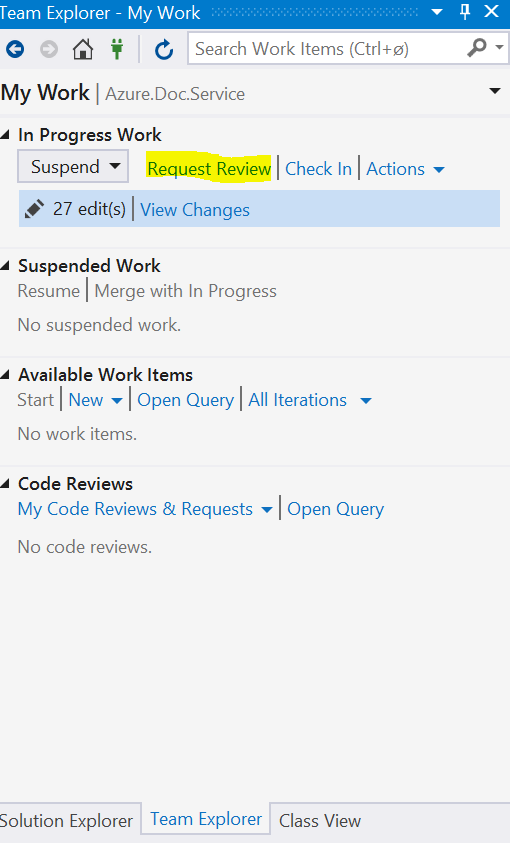 Team Explorer - My Work
Search Work Items (Ctrl+ø)
My Work | Azure.Doc.Service
In Progress Work
Suspend Request Review Check In Actions
27 edit(s) View Changes
Suspended Work
Resume Merge with In Progress
No suspended work.
Available Work Items
Start New Open Query All Iterations
No work items.
Code Reviews
My Code Reviews & Requests Open Query
No code reviews.
Solution Explorer Team Explorer Class View